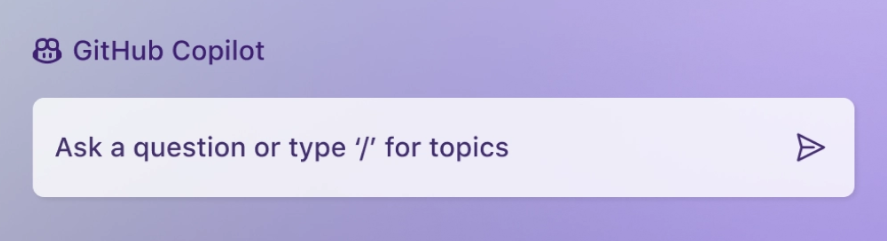 GitHub Copilot
Ask a question or type ‘/’ for topics